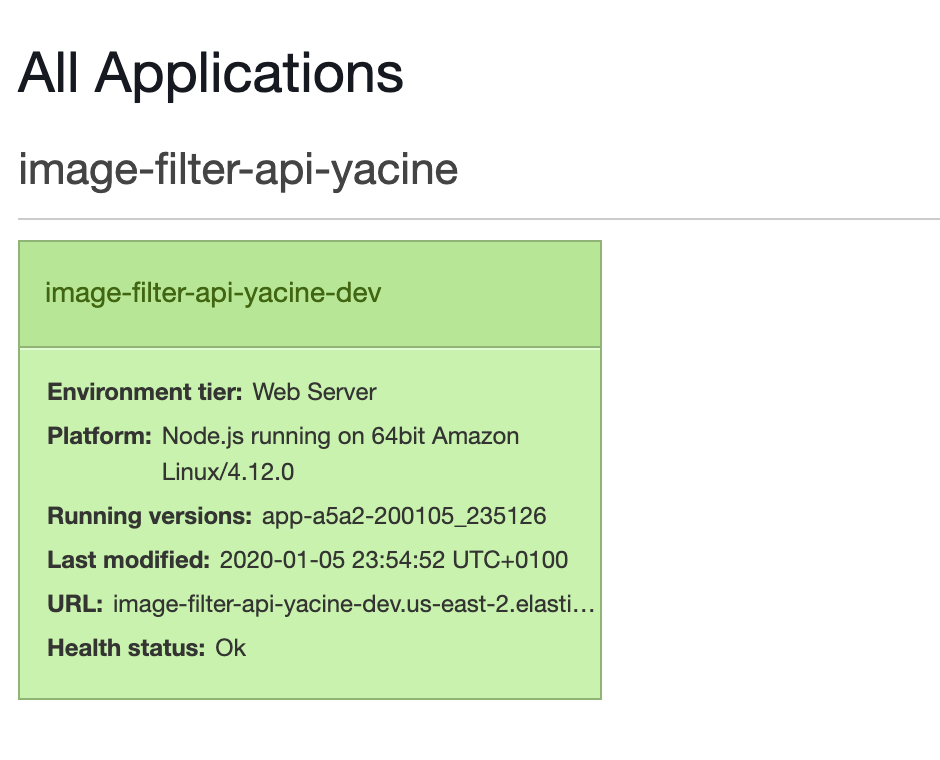 All Applications
image-filter-api-yacine
image-filter-api-yacine-dev
Environment tier: Web Server
Platform: Node.js running on 64bit Amazon
Linux/4.12.0
Running versions: app-a5a2-200105_235126
Last modified: 2020-01-05 23:54:52 UTC+0100
URL: image-filter-api-yacine-dev.us-east-2.elasti...
Health status: Ok